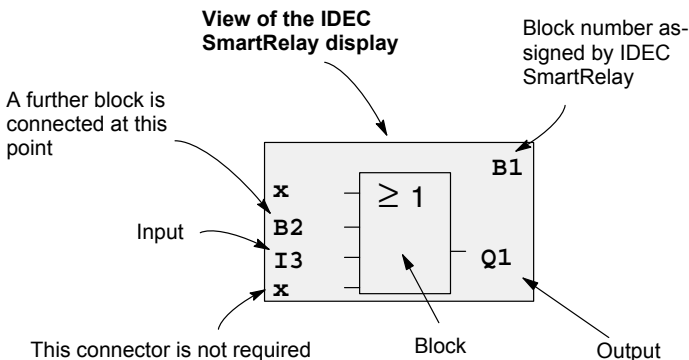 View of the IDEC
SmartRelay display
Block number as-
signed by IDEC
SmartRelay
A further block is
connected at this
point
B1
x
≥ 1
B2
Input
I3
Q1
x
This connector is not required
Block
Output